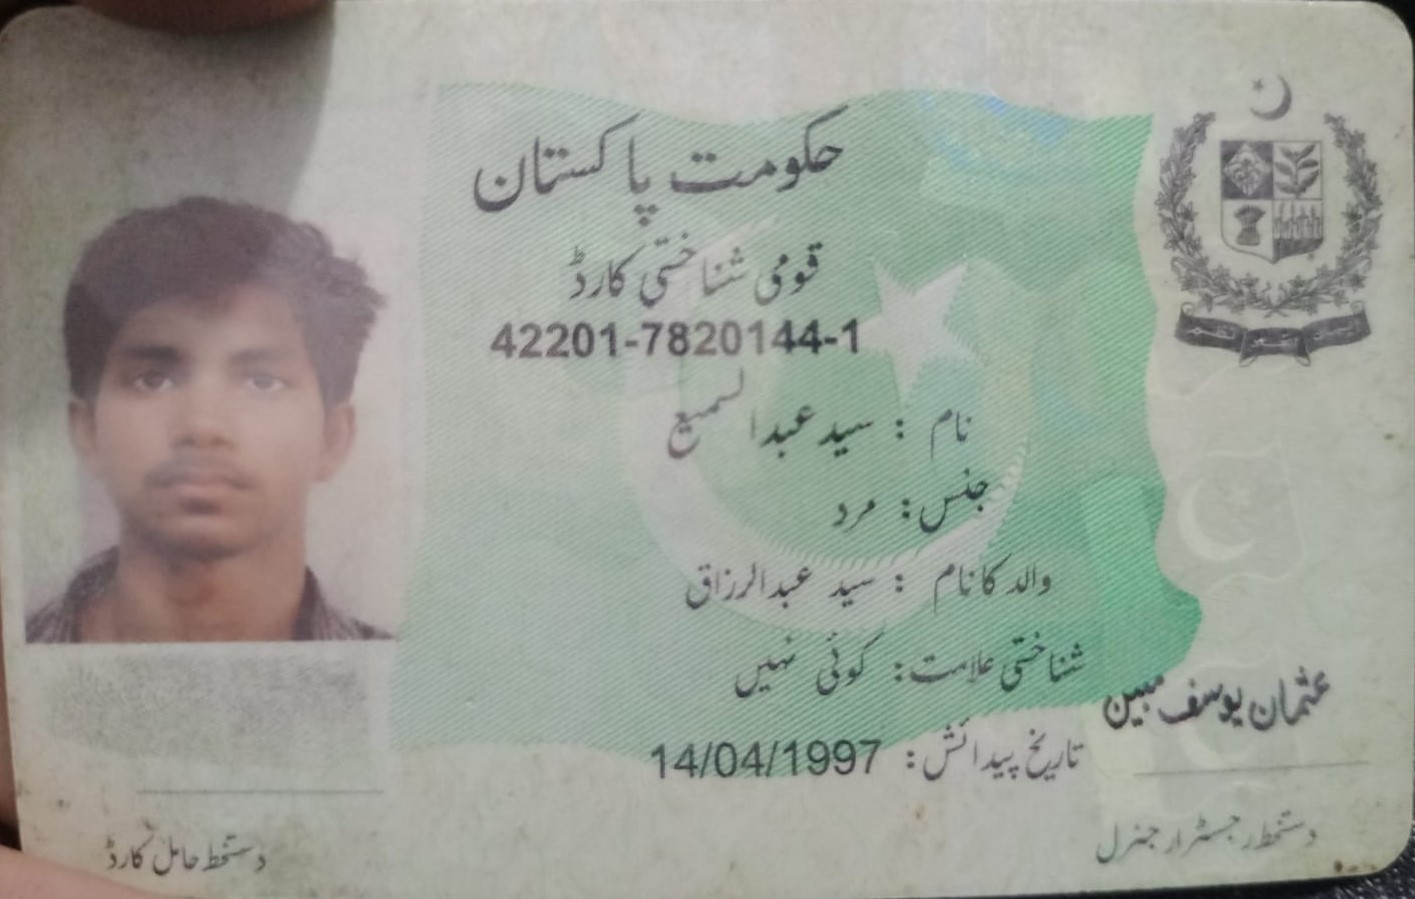 حکومت پاکستان
قومی شناختی کارڈ
42201-7820144-1
نام : سید عبدالسمیع
جنس : مرد
والد کا نام : سید عبدالرزاق
شناختی علامت : کوئی نہیں
تاریخ پیدائش : 14/04/1997
عثمان یوسف مبین
دستخط رجسٹرار جنرل
دستخط حامل کارڈ